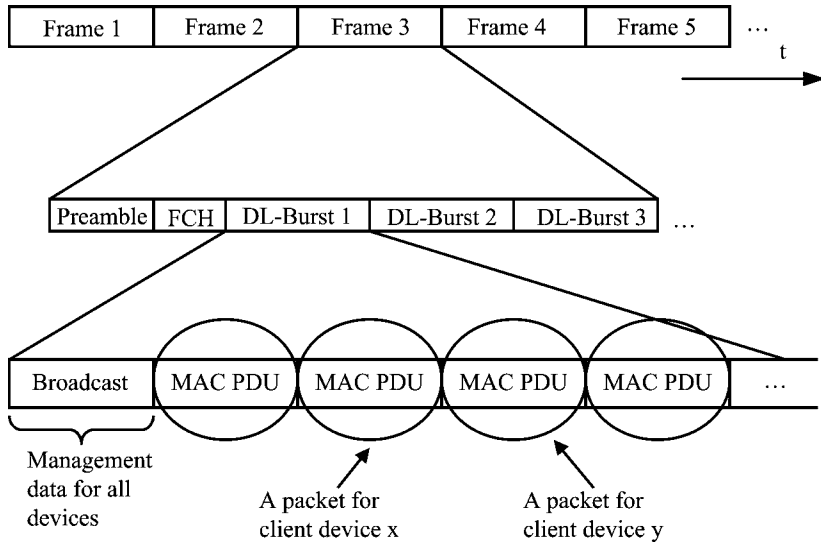 Frame 1 Frame 2 Frame 3 Frame 4 Frame 5 ...
t
Preamble FCH DL-Burst 1 DL-Burst 2 DL-Burst 3 ...
Broadcast MAC PDU MAC PDU MAC PDU MAC PDU ...
Management
data for all
devices
A packet for
client device x
A packet for
client device y